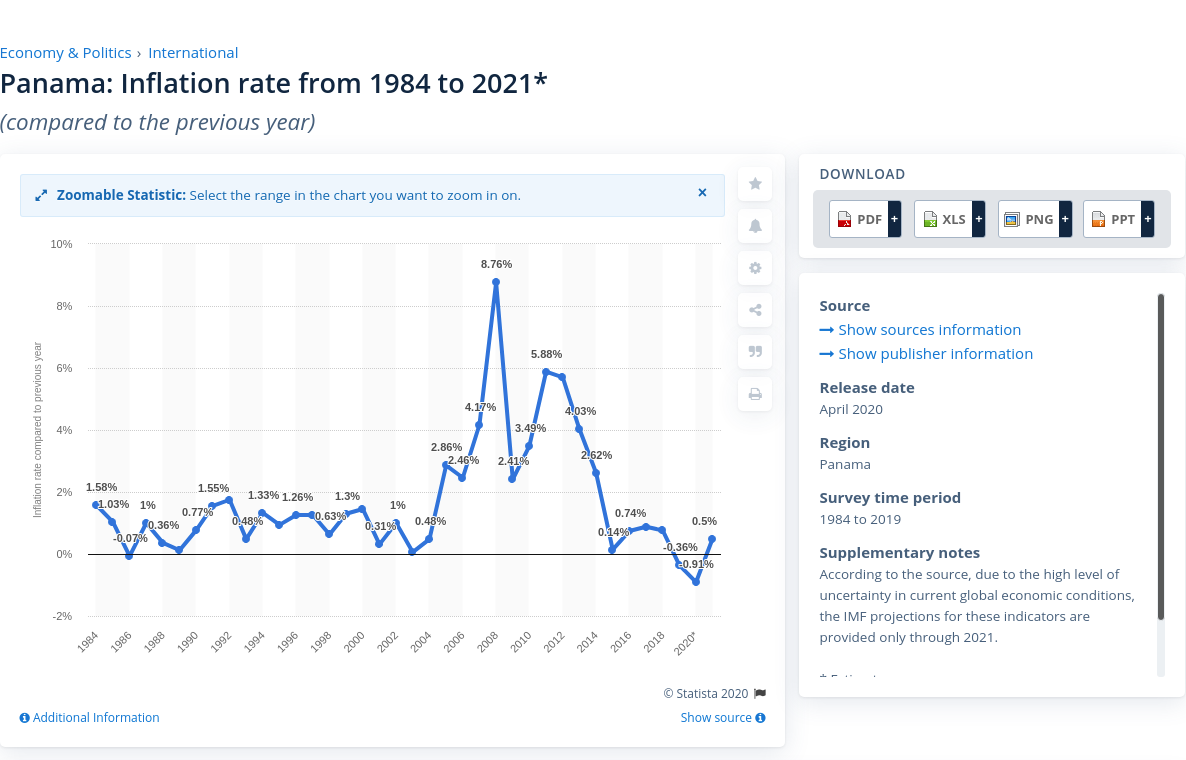 Economy & Politics › International
Panama: Inflation rate from 1984 to 2021*
(compared to the previous year)
Zoomable Statistic: Select the range in the chart you want to zoom in on. ×
10%
8%
6%
4%
2%
0%
-2%
Inflation rate compared to previous year
1.58%
1.03%
-0.07%
1%
0.36%
0.77%
1.55%
0.48%
1.33%
1.26%
0.63%
1.3%
0.31%
1%
0.48%
2.86%
2.46%
4.17%
8.76%
2.41%
3.49%
5.88%
4.03%
2.62%
0.14%
0.74%
-0.36%
-0.91%
0.5%
1984
1986
1988
1990
1992
1994
1996
1998
2000
2002
2004
2006
2008
2010
2012
2014
2016
2018
2020*
© Statista 2020
Additional Information
Show source
DOWNLOAD
PDF + XLS + PNG + PPT +
Source
Show sources information
Show publisher information
Release date
April 2020
Region
Panama
Survey time period
1984 to 2019
Supplementary notes
According to the source, due to the high level of
uncertainty in current global economic conditions,
the IMF projections for these indicators are
provided only through 2021.